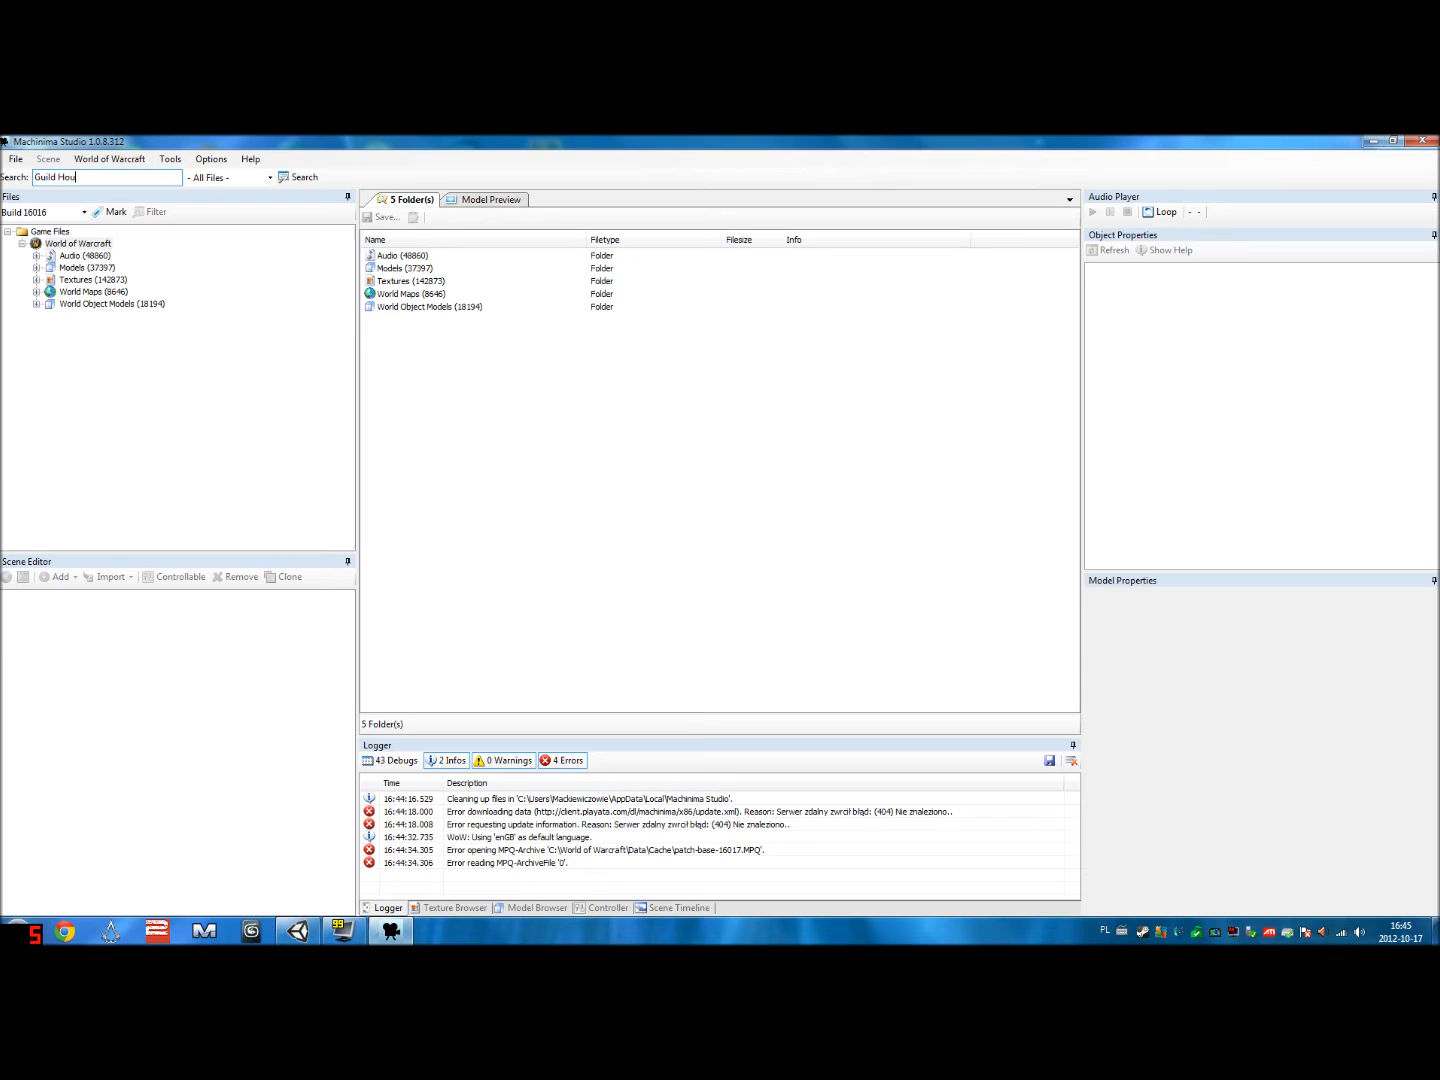 Machinima Studio 1.0.8.312
File Scene World of Warcraft Tools Options Help
Search: Guild Hou - All Files - Search
Files
Build 16016 Mark Filter
Game Files
World of Warcraft
Audio (48860)
Models (37397)
Textures (142873)
World Maps (8646)
World Object Models (18194)
Scene Editor
Add Import Controllable Remove Clone
5 Folder(s) Model Preview
Save...
Name Filetype Filesize Info
Audio (48860) Folder
Models (37397) Folder
Textures (142873) Folder
World Maps (8646) Folder
World Object Models (18194) Folder
5 Folder(s)
Logger
43 Debugs 2 Infos 0 Warnings 4 Errors
Time Description
16:44:16.529 Cleaning up files in 'C:\Users\Mackiewiczowie\AppData\Local\Machinima Studio'.
16:44:18.000 Error downloading data (http://client.playata.com/dl/machinima/x86/update.xml). Reason: Serwer zdalny zwrcił błąd: (404) Nie znaleziono..
16:44:18.008 Error requesting update information. Reason: Serwer zdalny zwrcił błąd: (404) Nie znaleziono..
16:44:32.735 WoW: Using 'enGB' as default language.
16:44:34.305 Error opening MPQ-Archive 'C:\World of Warcraft\Data\Cache\patch-base-16017.MPQ'.
16:44:34.306 Error reading MPQ-ArchiveFile '0'.
Logger Texture Browser Model Browser Controller Scene Timeline
Audio Player
Loop - -
Object Properties
Refresh Show Help
Model Properties
5
99
PL
16:45
2012-10-17